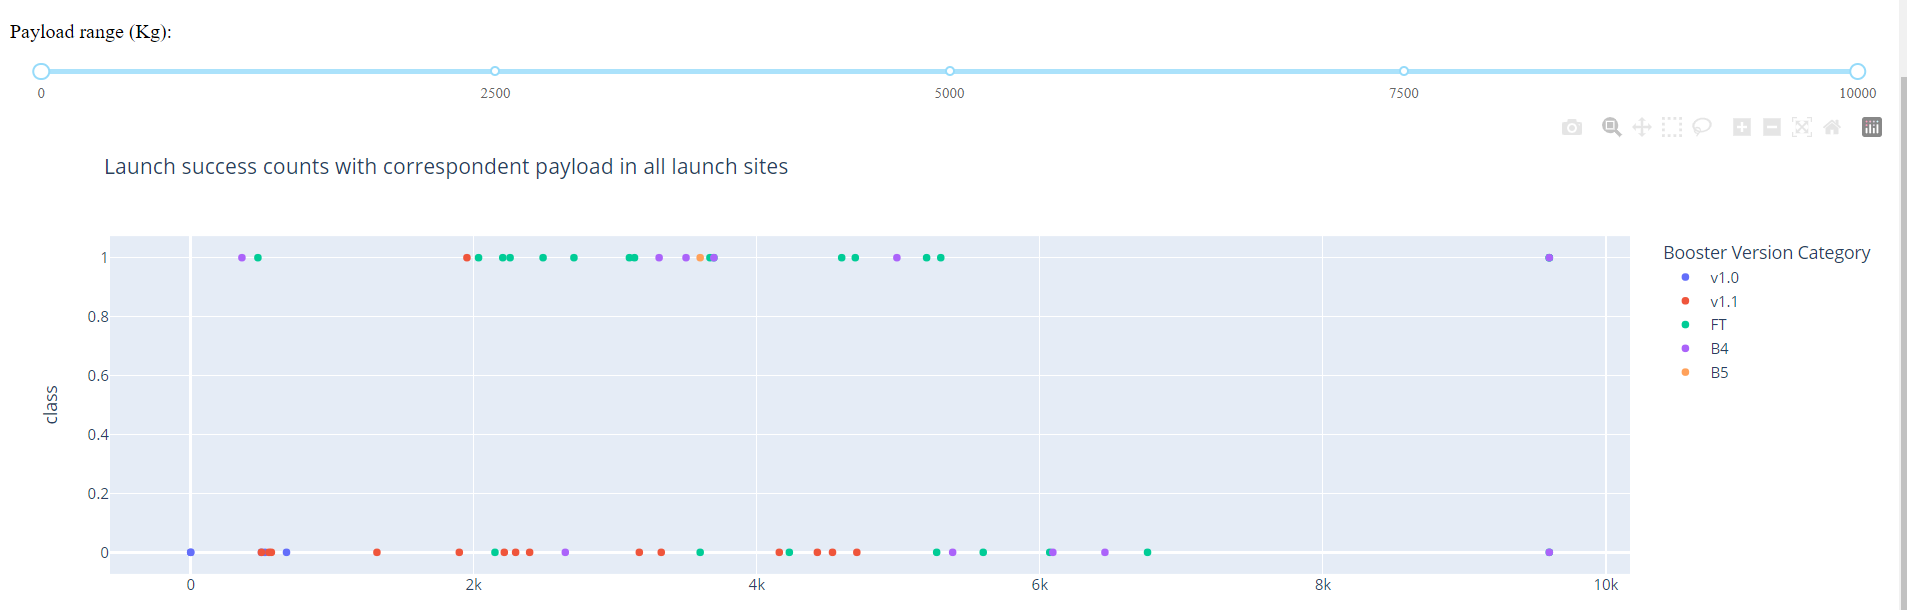 Payload range (Kg):
0 2500 5000 7500 10000
Launch success counts with correspondent payload in all launch sites
Booster Version Category
v1.0
v1.1
FT
B4
B5
class
1
0.8
0.6
0.4
0.2
0
0 2k 4k 6k 8k 10k